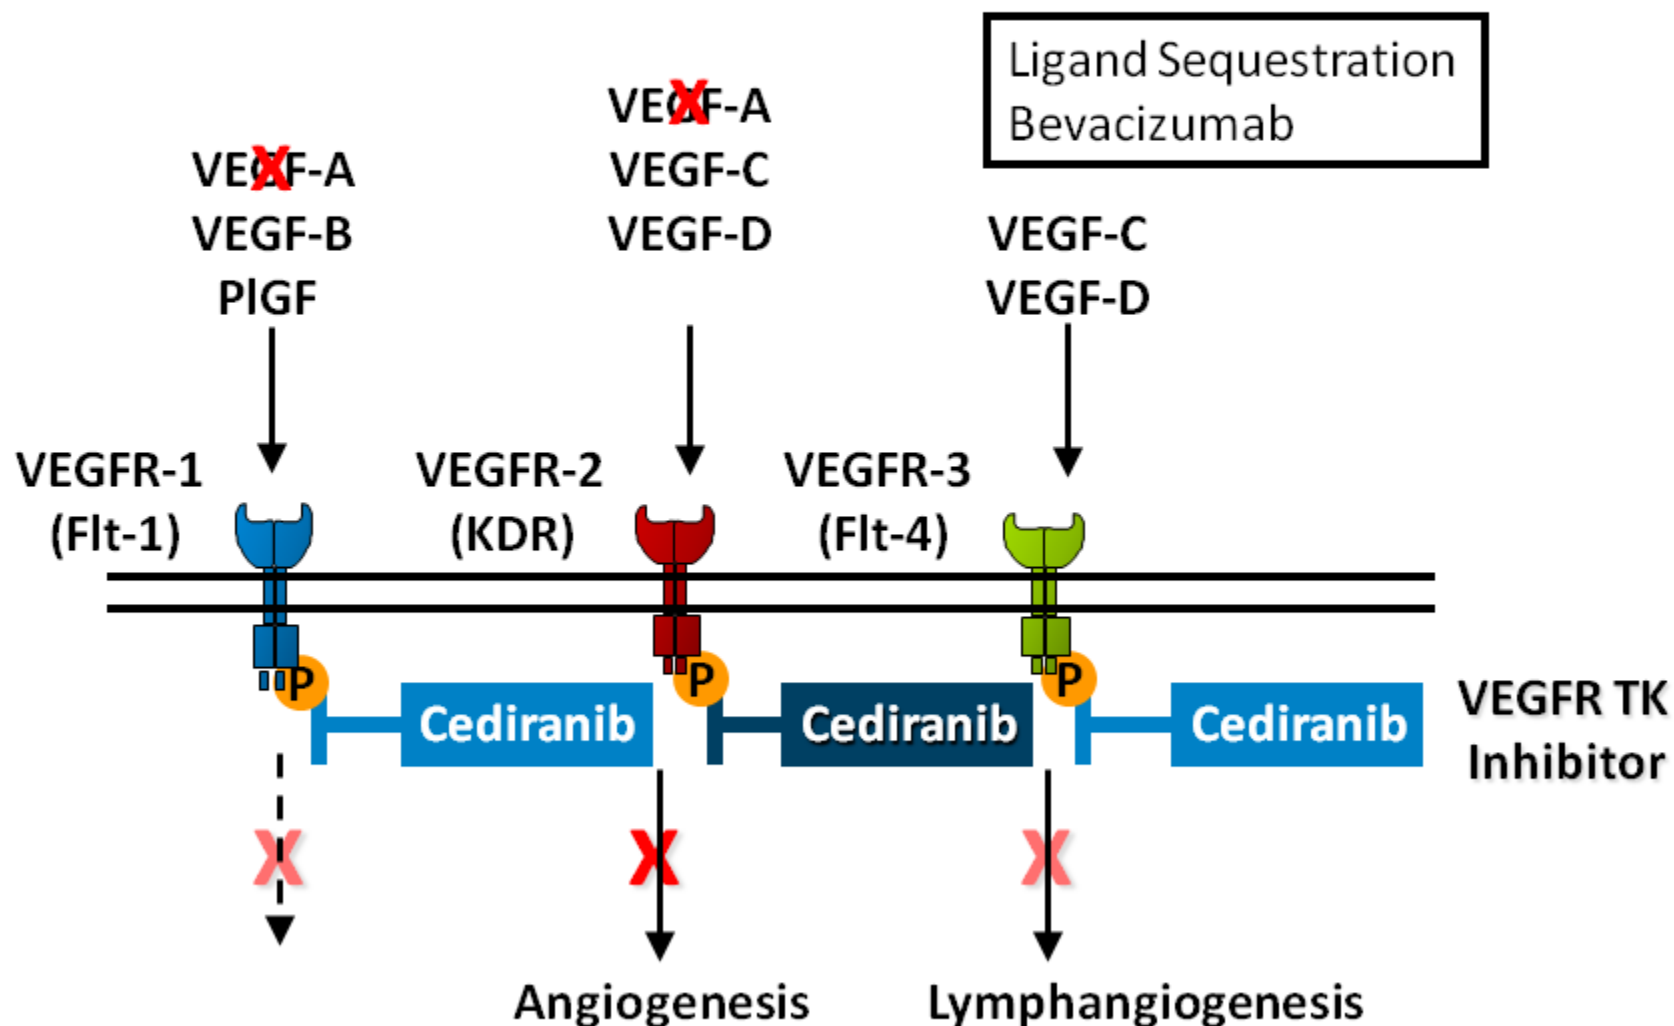 Ligand Sequestration
Bevacizumab
VEGF-A
VEGF-B
PlGF
VEGF-A
VEGF-C
VEGF-D
VEGF-C
VEGF-D
VEGFR-1
(Flt-1)
VEGFR-2
(KDR)
VEGFR-3
(Flt-4)
P
P
P
Cediranib
Cediranib
Cediranib
VEGFR TK
Inhibitor
X
X
X
X
X
Angiogenesis
Lymphangiogenesis